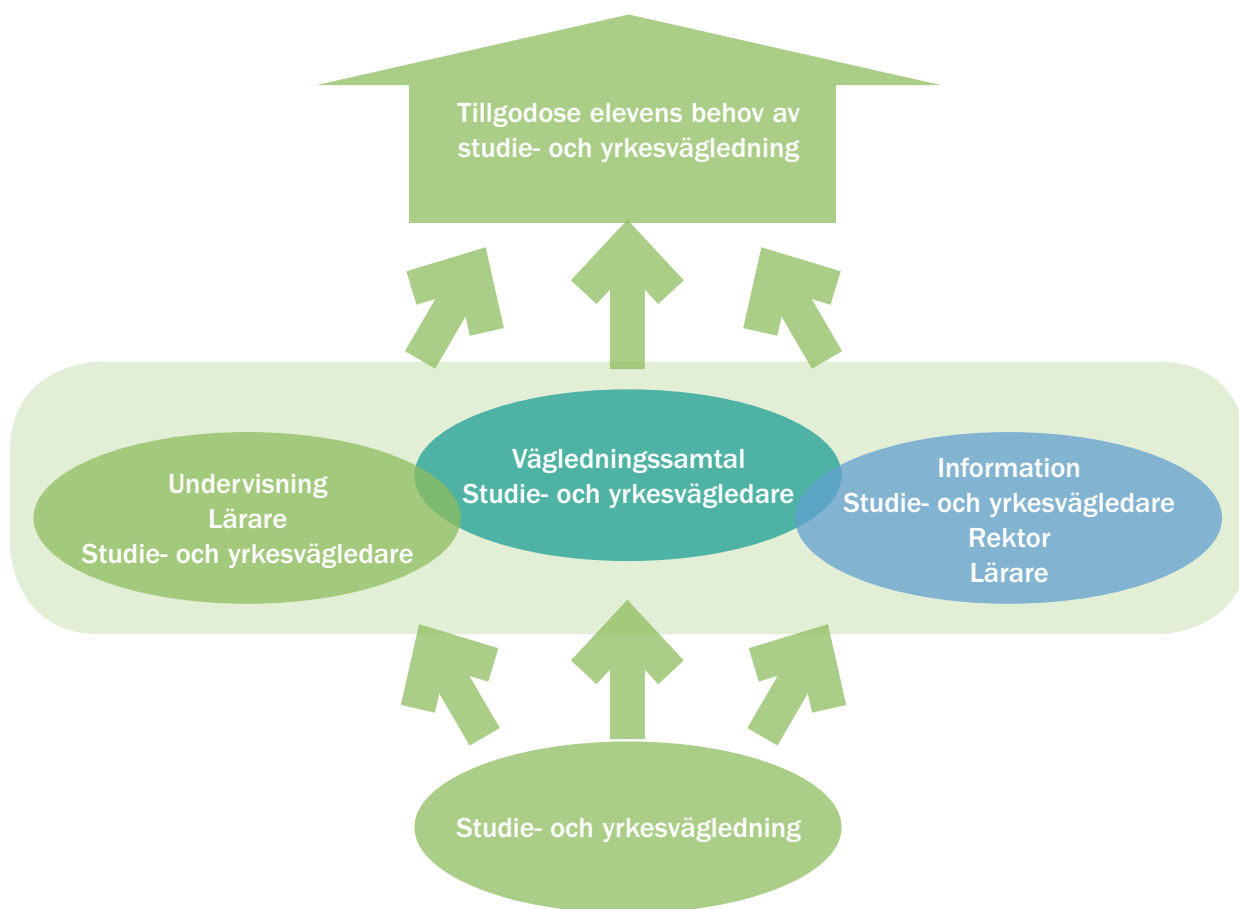 Tillgodose elevens behov av
studie- och yrkesvägledning
Vägledningssamtal
Studie- och yrkesvägledare
Undervisning
Lärare
Studie- och yrkesvägledare
Information
Studie- och yrkesvägledare
Rektor
Lärare
Studie- och yrkesvägledning